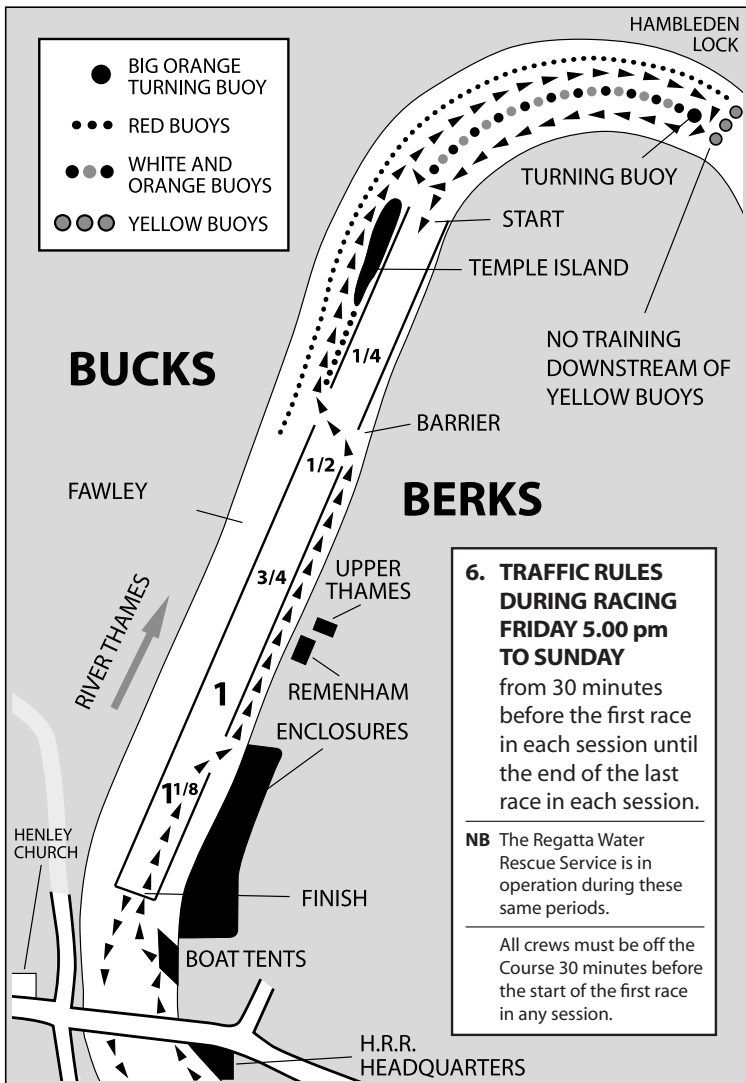 HAMBLEDEN
LOCK
BIG ORANGE
TURNING BUOY
RED BUOYS
WHITE AND
ORANGE BUOYS
YELLOW BUOYS
TURNING BUOY
START
TEMPLE ISLAND
NO TRAINING
DOWNSTREAM OF
YELLOW BUOYS
1/4
BUCKS
BARRIER
1/2
FAWLEY
BERKS
3/4
UPPER
THAMES
RIVER THAMES
REMENHAM
1
ENCLOSURES
1 1/8
HENLEY
CHURCH
FINISH
BOAT TENTS
H.R.R.
HEADQUARTERS
6. TRAFFIC RULES
DURING RACING
FRIDAY 5.00 pm
TO SUNDAY
from 30 minutes
before the first race
in each session until
the end of the last
race in each session.
NB The Regatta Water
Rescue Service is in
operation during these
same periods.
All crews must be off the
Course 30 minutes before
the start of the first race
in any session.